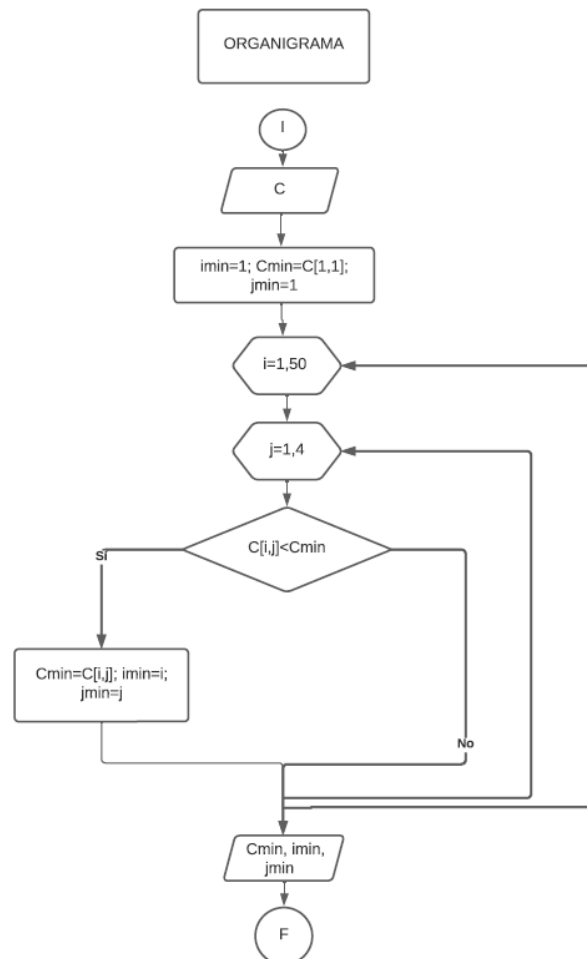 ORGANIGRAMA
I
C
imin=1; Cmin=C[1,1];
jmin=1
i=1,50
j=1,4
C[i,j]<Cmin
Si
Cmin=C[i,j]; imin=i;
jmin=j
No
Cmin, imin,
jmin
F